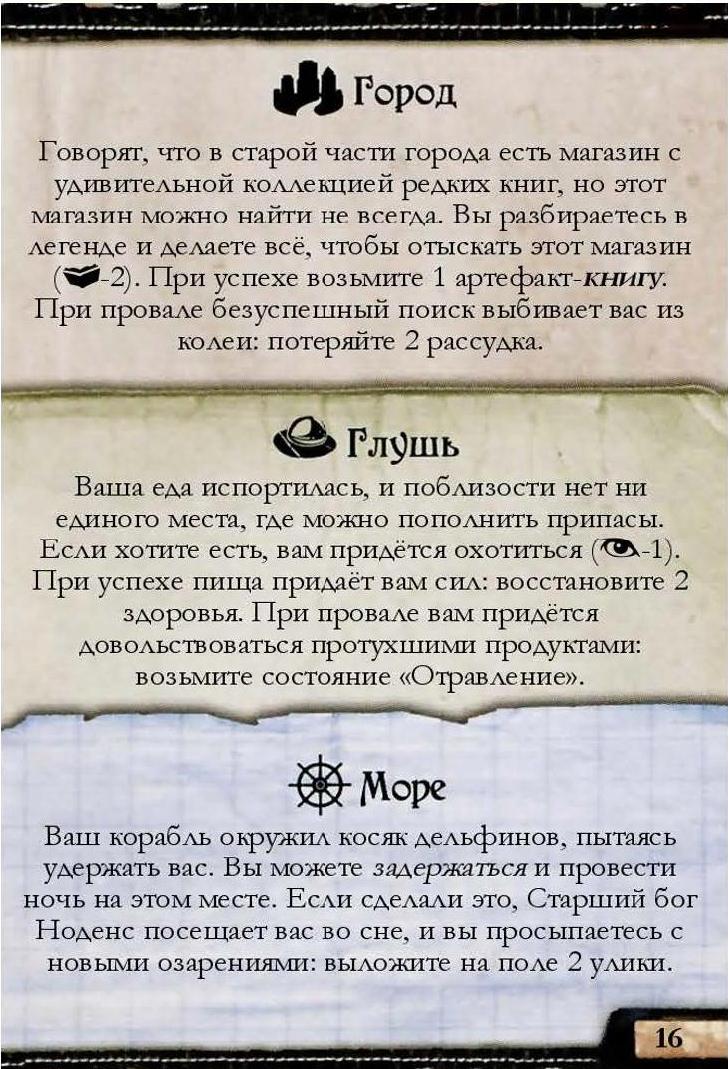 Город
Говорят, что в старой части города есть магазин с
удивительной коллекцией редких книг, но этот
магазин можно найти не всегда. Вы разбираетесь в
легенде и делаете всё, чтобы отыскать этот магазин
(-2). При успехе возьмите 1 артефакт-книгу.
При провале безуспешный поиск выбивает вас из
колеи: потеряйте 2 рассудка.
Глушь
Ваша еда испортилась, и поблизости нет ни
единого места, где можно пополнить припасы.
Если хотите есть, вам придётся охотиться (-1).
При успехе пища придаёт вам сил: восстановите 2
здоровья. При провале вам придётся
довольствоваться протухшими продуктами:
возьмите состояние «Отравление».
Море
Ваш корабль окружил косяк дельфинов, пытаясь
удержать вас. Вы можете задержаться и провести
ночь на этом месте. Если сделали это, Старший бог
Ноденс посещает вас во сне, и вы просыпаетесь с
новыми озарениями: выложите на поле 2 улики.
16